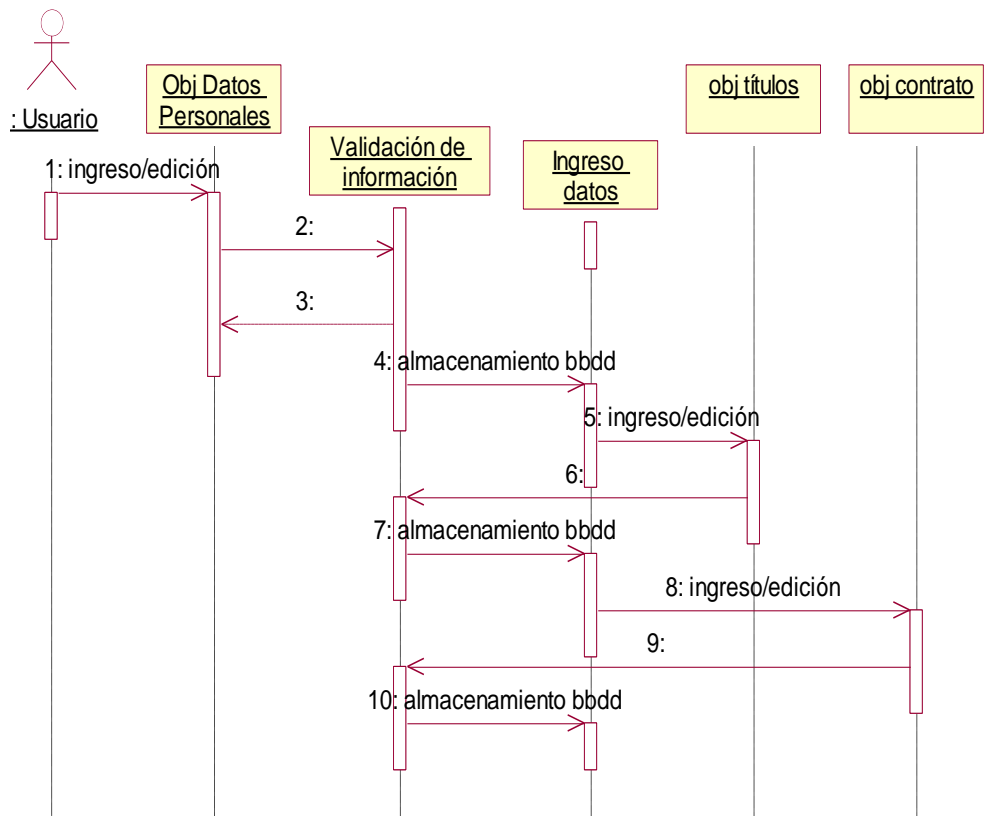 : Usuario
Obj Datos
Personales
Validación de
información
Ingreso
datos
obj títulos
obj contrato
1: ingreso/edición
2:
3:
4: almacenamiento bbdd
5: ingreso/edición
6:
7: almacenamiento bbdd
8: ingreso/edición
9:
10: almacenamiento bbdd